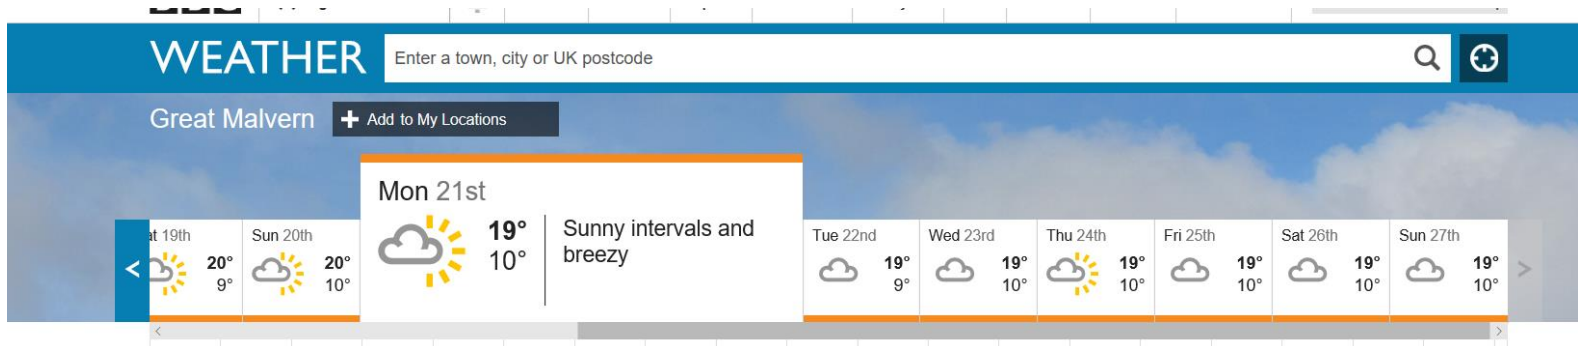 WEATHER
Enter a town, city or UK postcode
Great Malvern
+ Add to My Locations
Mon 21st
19°
10°
Sunny intervals and
breezy
19th
20°
9°
Sun 20th
20°
10°
Tue 22nd
19°
9°
Wed 23rd
19°
10°
Thu 24th
19°
10°
Fri 25th
19°
10°
Sat 26th
19°
10°
Sun 27th
19°
10°